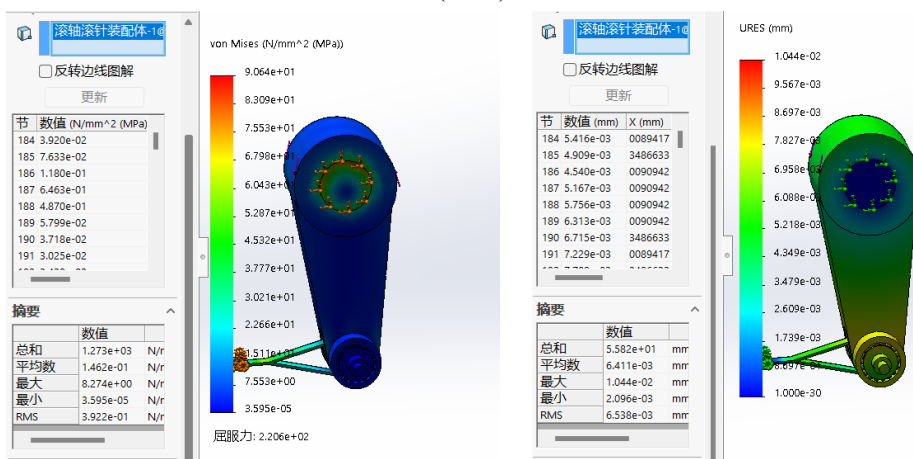 滚轴滚针装配体-1@
反转边线图解
更新
节 数值 (N/mm^2 (MPa)
184 3.920e-02
185 7.633e-02
186 1.180e-01
187 6.463e-01
188 4.870e-01
189 5.799e-02
190 3.718e-02
191 3.025e-02
摘要
数值
总和 1.273e+03 N/r
平均数 1.462e-01 N/r
最大 8.274e+00 N/r
最小 3.595e-05 N/r
RMS 3.922e-01 N/r
von Mises (N/mm^2 (MPa))
9.064e+01
8.309e+01
7.553e+01
6.798e+01
6.043e+01
5.287e+01
4.532e+01
3.777e+01
3.021e+01
2.266e+01
1.511e+01
7.553e+00
3.595e-05
屈服力: 2.206e+02
滚轴滚针装配体-1@
反转边线图解
更新
节 数值 (mm) X (mm)
184 5.416e-03 0089417
185 4.909e-03 3486633
186 4.540e-03 0090942
187 5.167e-03 0090942
188 5.756e-03 0090942
189 6.313e-03 0090942
190 6.715e-03 3486633
191 7.229e-03 0089417
摘要
数值
总和 5.582e+01 mm
平均数 6.411e-03 mm
最大 1.044e-02 mm
最小 2.096e-03 mm
RMS 6.538e-03 mm
URES (mm)
1.044e-02
9.567e-03
8.697e-03
7.827e-03
6.958e-03
6.088e-03
5.218e-03
4.349e-03
3.479e-03
2.609e-03
1.739e-03
8.697e-04
1.000e-30